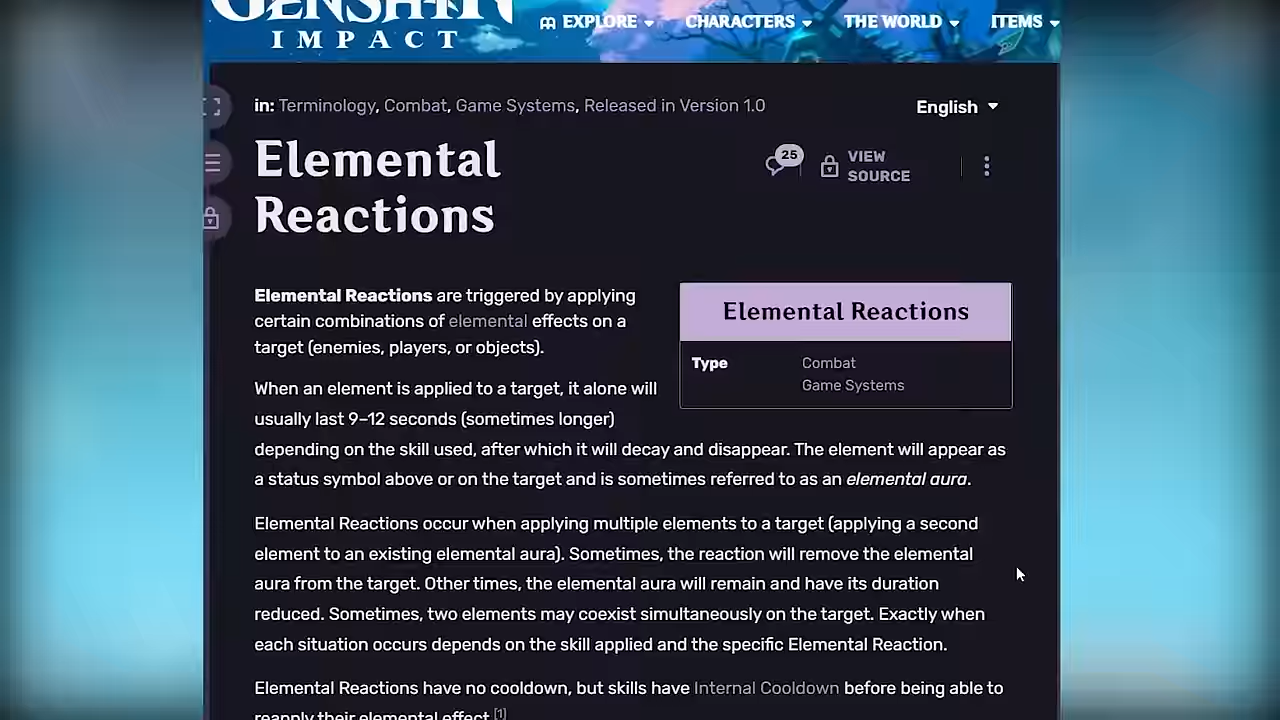 GENSHIN
IMPACT
EXPLORE
CHARACTERS
THE WORLD
ITEMS
in: Terminology, Combat, Game Systems, Released in Version 1.0
English
Elemental
Reactions
25
VIEW
SOURCE
Elemental Reactions are triggered by applying
certain combinations of elemental effects on a
target (enemies, players, or objects).
Elemental Reactions
Type
Combat
Game Systems
When an element is applied to a target, it alone will
usually last 9–12 seconds (sometimes longer)
depending on the skill used, after which it will decay and disappear. The element will appear as
a status symbol above or on the target and is sometimes referred to as an elemental aura.
Elemental Reactions occur when applying multiple elements to a target (applying a second
element to an existing elemental aura). Sometimes, the reaction will remove the elemental
aura from the target. Other times, the elemental aura will remain and have its duration
reduced. Sometimes, two elements may coexist simultaneously on the target. Exactly when
each situation occurs depends on the skill applied and the specific Elemental Reaction.
Elemental Reactions have no cooldown, but skills have Internal Cooldown before being able to
reapply their elemental effect.[1]